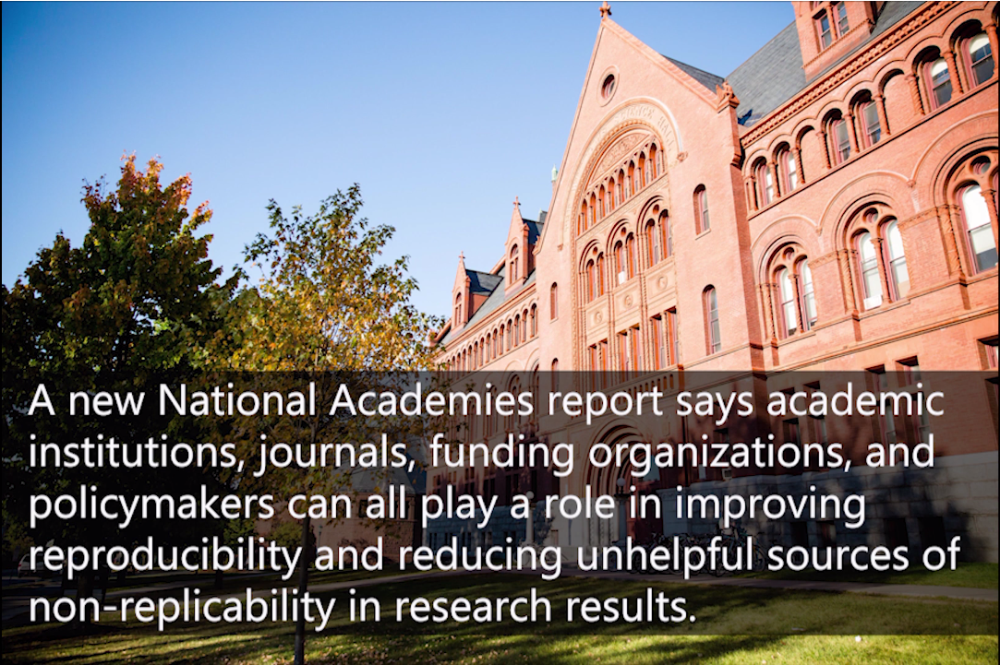 A new National Academies report says academic
institutions, journals, funding organizations, and
policymakers can all play a role in improving
reproducibility and reducing unhelpful sources of
non-replicability in research results.